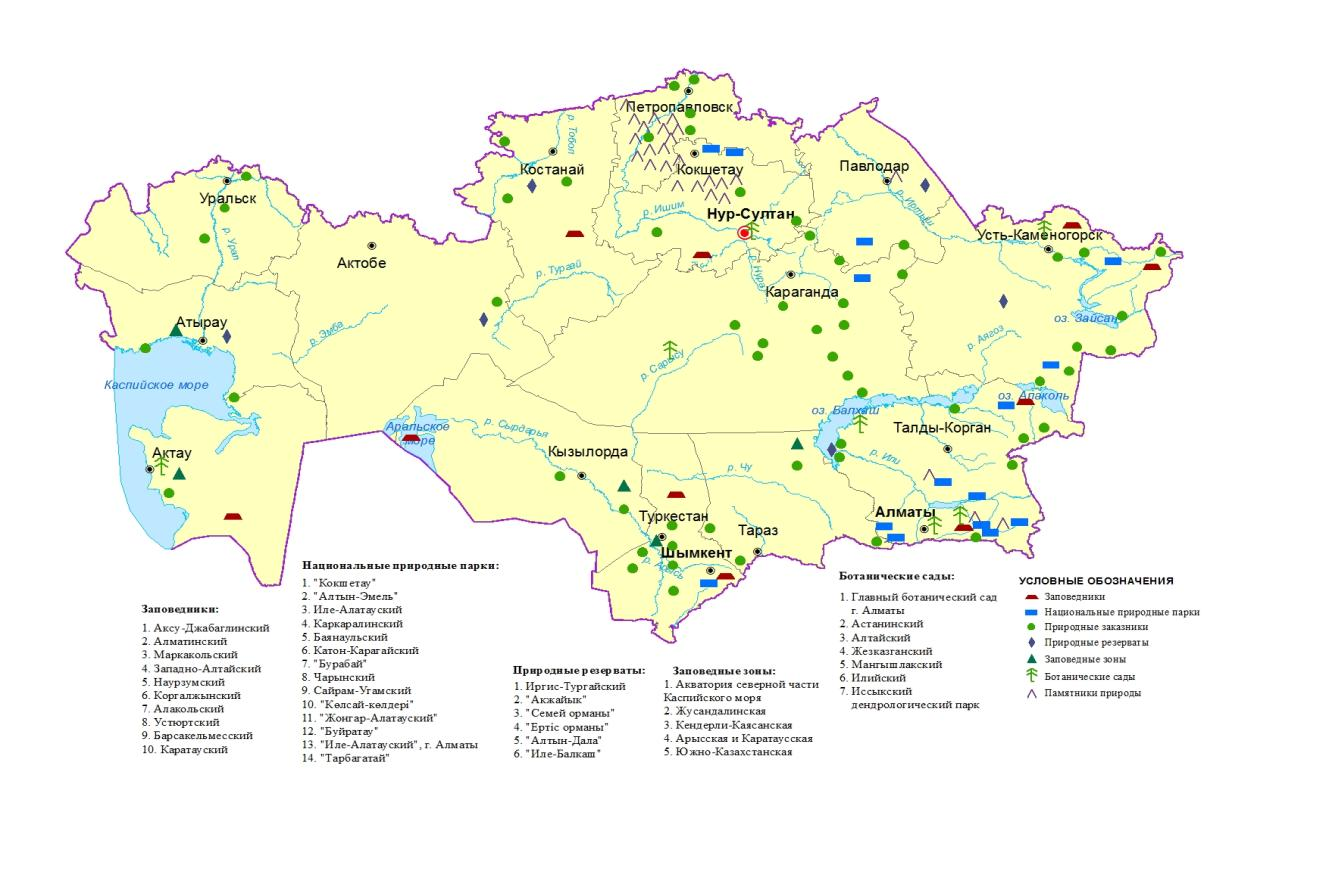 Петропавловск
р. Тобол
Костанай
Кокшетау
Павлодар
р. Иртыш
Уральск
р. Урал
р. Ишим
Нур-Султан
Усть-Каменогорск
Актобе
р. Тургай
р. Нура
Караганда
Атырау
р. Эмба
оз. Зайсан
р. Аягоз
р. Сарысу
Каспийское море
оз. Балхаш
оз. Алаколь
Аральское
море
р. Сырдарья
Талды-Корган
Актау
Кызылорда
р. Или
р. Чу
Туркестан
Алматы
Тараз
Шымкент
р. Арысь
Национальные природные парки:
1. "Кокшетау"
2. "Алтын-Эмель"
3. Иле-Алатауский
4. Каркаралинский
5. Баянаульский
6. Катон-Карагайский
7. "Бурабай"
8. Чарынский
9. Сайрам-Угамский
10. "Көлсай-көлдері"
11. "Жонгар-Алатауский"
12. "Буйратау"
13. "Иле-Алатауский", г. Алматы
14. "Тарбагатай"
Заповедники:
1. Аксу-Джабаглинский
2. Алматинский
3. Маркакольский
4. Западно-Алтайский
5. Наурзумский
6. Коргалжынский
7. Алакольский
8. Устюртский
9. Барсакельмесский
10. Каратауский
Природные резерваты:
1. Иргис-Тургайский
2. "Акжайык"
3. "Семей орманы"
4. "Ертіс орманы"
5. "Алтын-Дала"
6. "Иле-Балкаш"
Заповедные зоны:
1. Акватория северной части
Каспийского моря
2. Жусандалинская
3. Кендерли-Каясанская
4. Арысская и Каратаусская
5. Южно-Казахстанская
Ботанические сады:
1. Главный ботанический сад
г. Алматы
2. Астанинский
3. Алтайский
4. Жезказганский
5. Мангышлакский
6. Илийский
7. Иссыкский
дендрологический парк
УСЛОВНЫЕ ОБОЗНАЧЕНИЯ
Заповедники
Национальные природные парки
Природные заказники
Природные резерваты
Заповедные зоны
Ботанические сады
Памятники природы